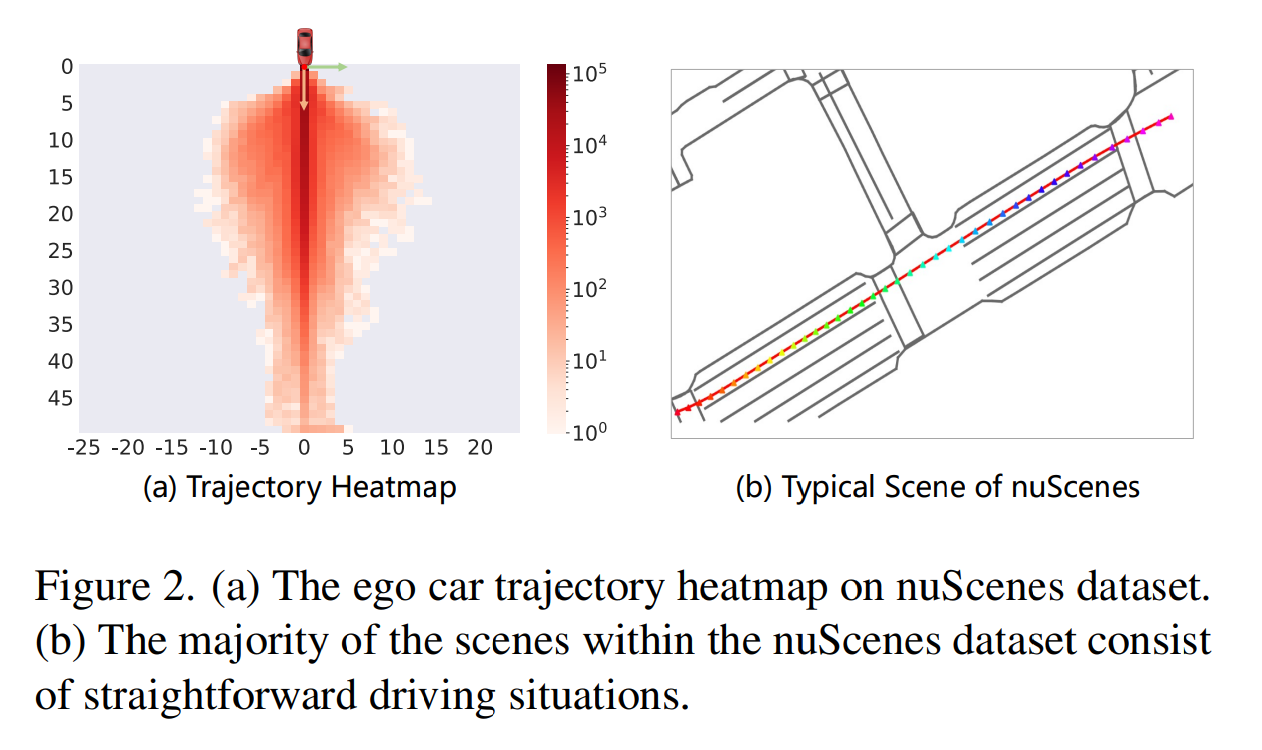 0
5
10
15
20
25
30
35
40
45
-25 -20 -15 -10 -5 0 5 10 15 20
10^5
10^4
10^3
10^2
10^1
10^0
(a) Trajectory Heatmap
(b) Typical Scene of nuScenes
Figure 2. (a) The ego car trajectory heatmap on nuScenes dataset.
(b) The majority of the scenes within the nuScenes dataset consist
of straightforward driving situations.